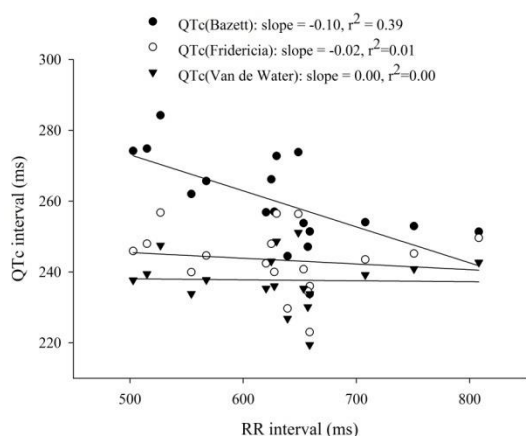 QTc(Bazett): slope = -0.10, r² = 0.39
QTc(Fridericia): slope = -0.02, r²=0.01
QTc(Van de Water): slope = 0.00, r²=0.00
300
280
260
240
220
QTc interval (ms)
500 600 700 800
RR interval (ms)